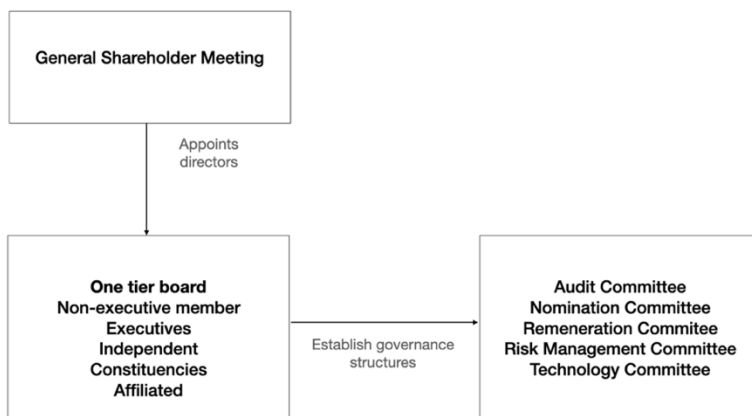 General Shareholder Meeting
Appoints
directors
One tier board
Non-executive member
Executives
Independent
Constituencies
Affiliated
Establish governance
structures
Audit Committee
Nomination Committee
Remeneration Commitee
Risk Management Committee
Technology Committee